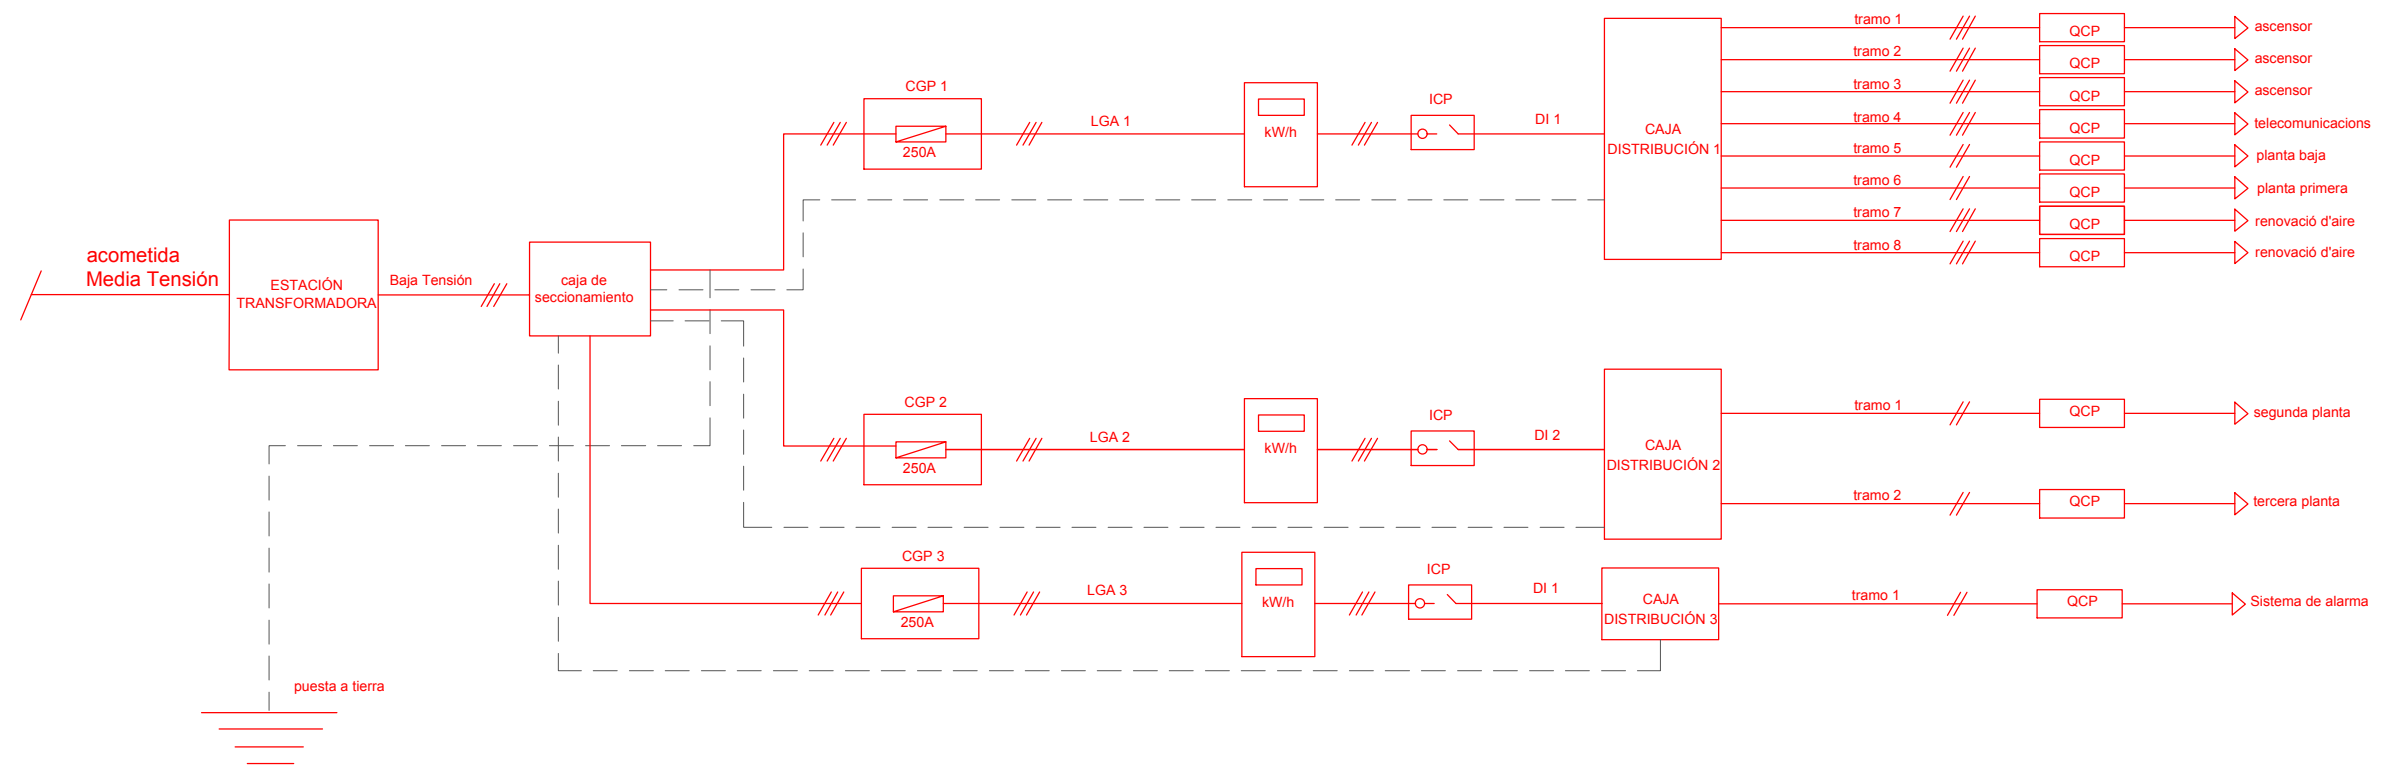 acometida
Media Tensión
ESTACIÓN
TRANSFORMADORA
Baja Tensión
caja de
seccionamiento
puesta a tierra
CGP 1
250A
LGA 1
kW/h
ICP
DI 1
CAJA
DISTRIBUCIÓN 1
tramo 1
QCP
ascensor
tramo 2
QCP
ascensor
tramo 3
QCP
ascensor
tramo 4
QCP
telecomunicacions
tramo 5
QCP
planta baja
tramo 6
QCP
planta primera
tramo 7
QCP
renovació d'aire
tramo 8
QCP
renovació d'aire
CGP 2
250A
LGA 2
kW/h
ICP
DI 2
CAJA
DISTRIBUCIÓN 2
tramo 1
QCP
segunda planta
tramo 2
QCP
tercera planta
CGP 3
250A
LGA 3
kW/h
ICP
DI 1
CAJA
DISTRIBUCIÓN 3
tramo 1
QCP
Sistema de alarma